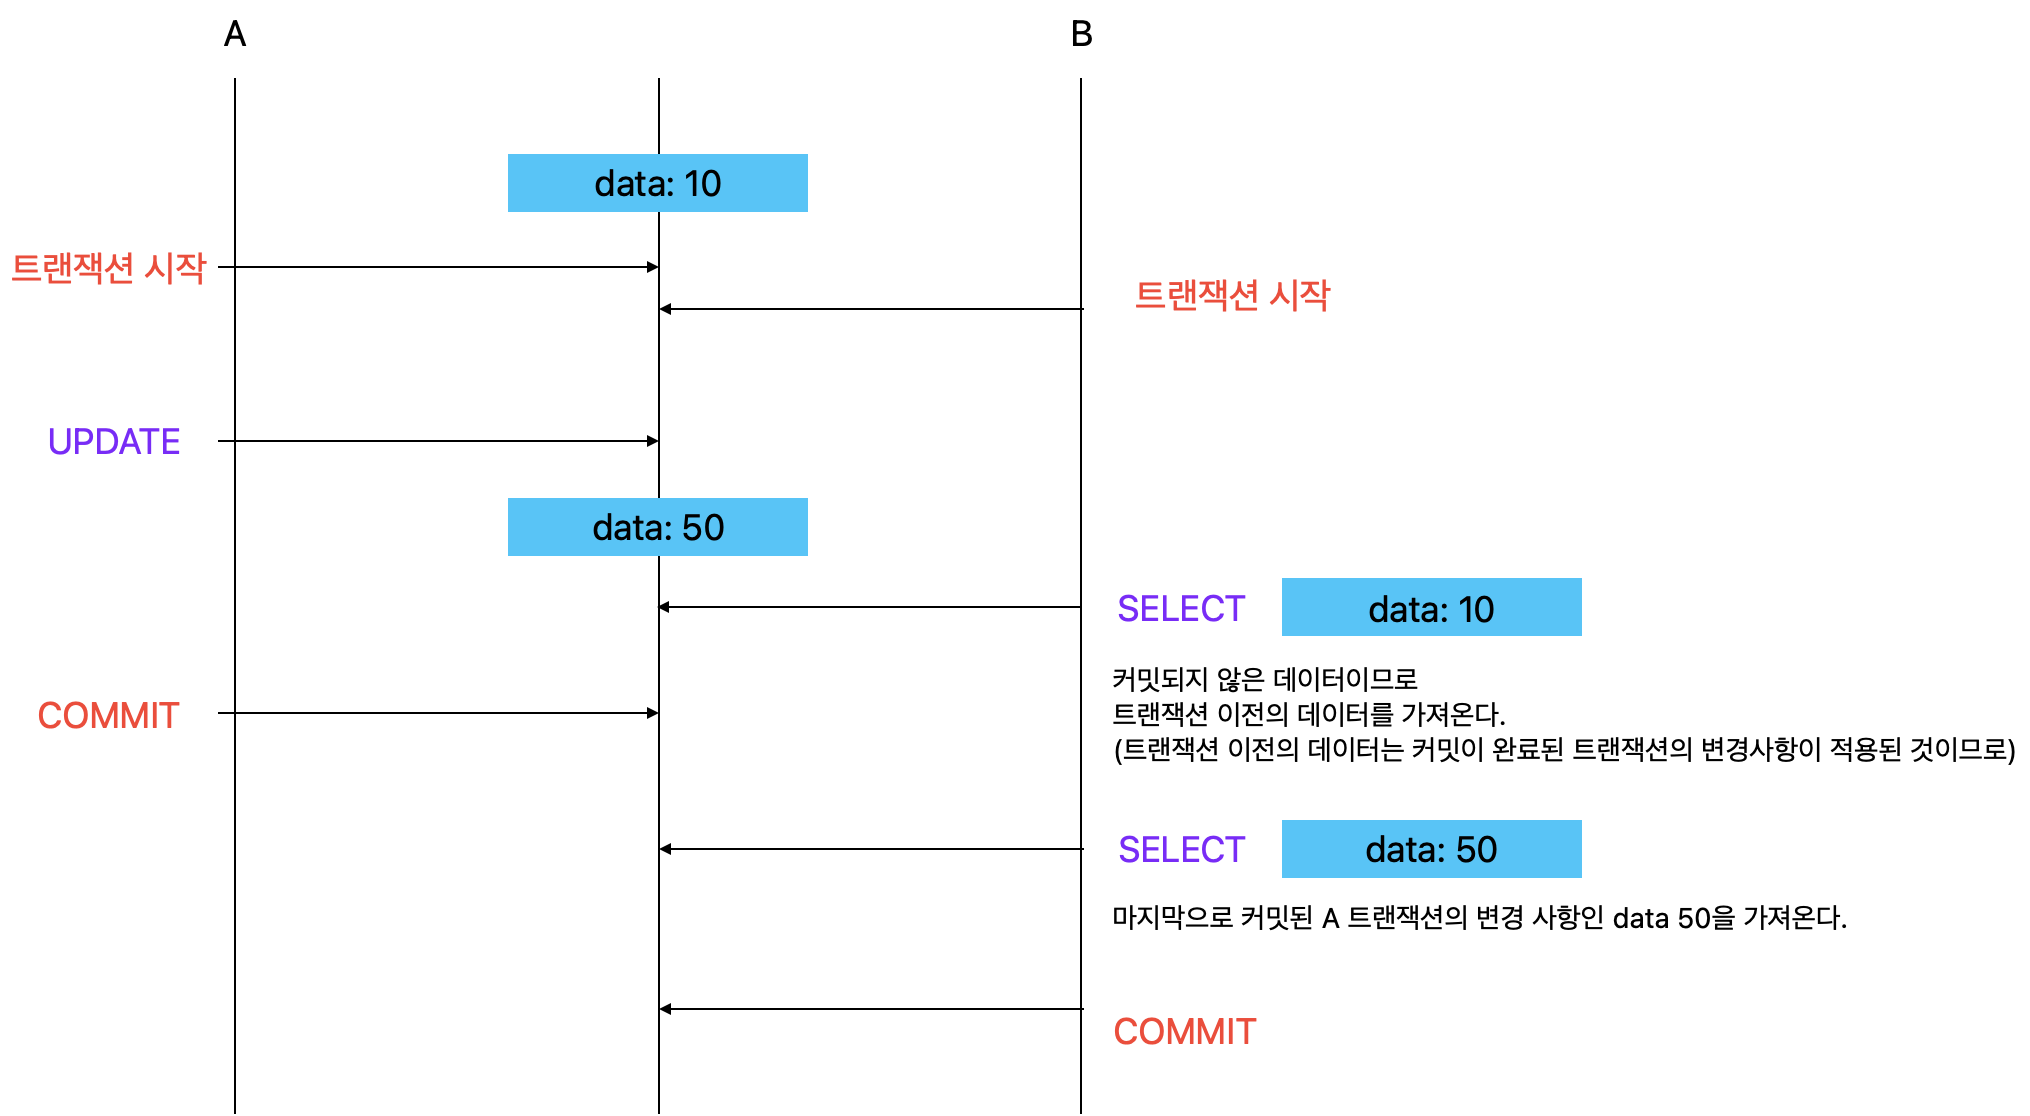 A
B
data: 10
트랜잭션 시작
트랜잭션 시작
UPDATE
data: 50
SELECT
data: 10
커밋되지 않은 데이터이므로
트랜잭션 이전의 데이터를 가져온다.
(트랜잭션 이전의 데이터는 커밋이 완료된 트랜잭션의 변경사항이 적용된 것이므로)
COMMIT
SELECT
data: 50
마지막으로 커밋된 A 트랜잭션의 변경 사항인 data 50을 가져온다.
COMMIT